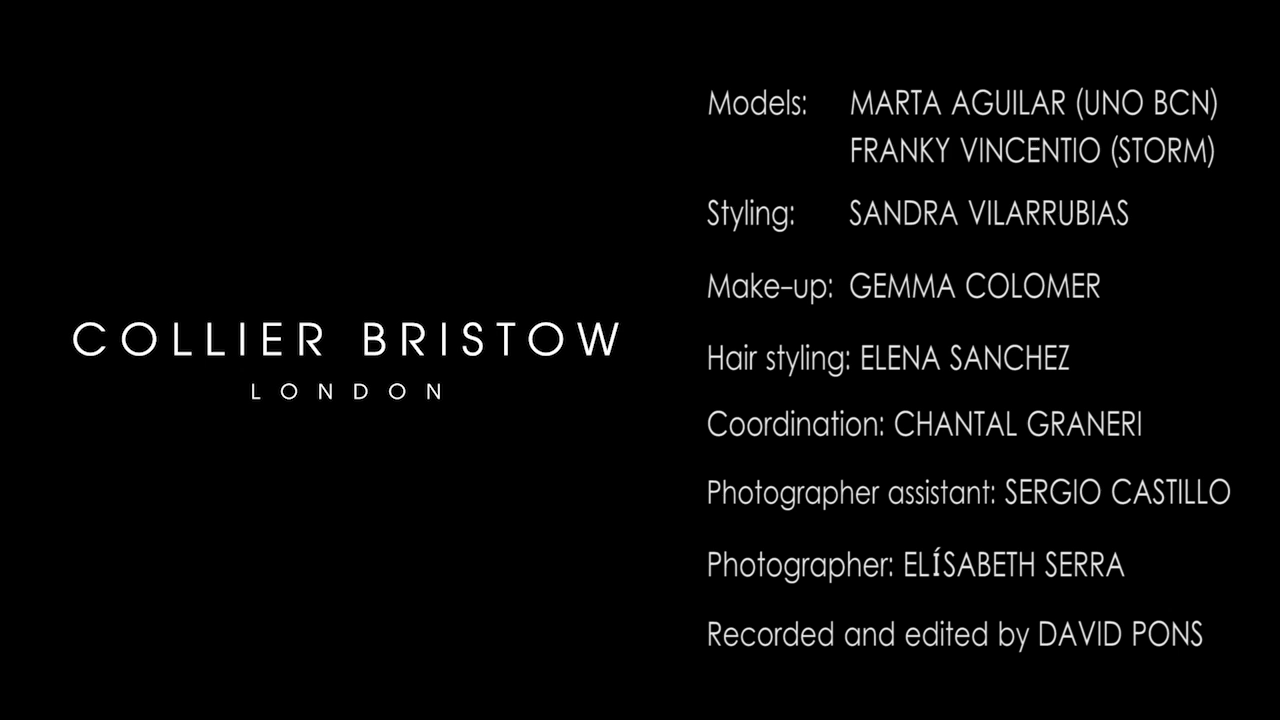 COLLIER BRISTOW
LONDON
Models: MARTA AGUILAR (UNO BCN)
FRANKY VINCENTIO (STORM)
Styling: SANDRA VILARRUBIAS
Make-up: GEMMA COLOMER
Hair styling: ELENA SANCHEZ
Coordination: CHANTAL GRANERI
Photographer assistant: SERGIO CASTILLO
Photographer: ELÍSABETH SERRA
Recorded and edited by DAVID PONS